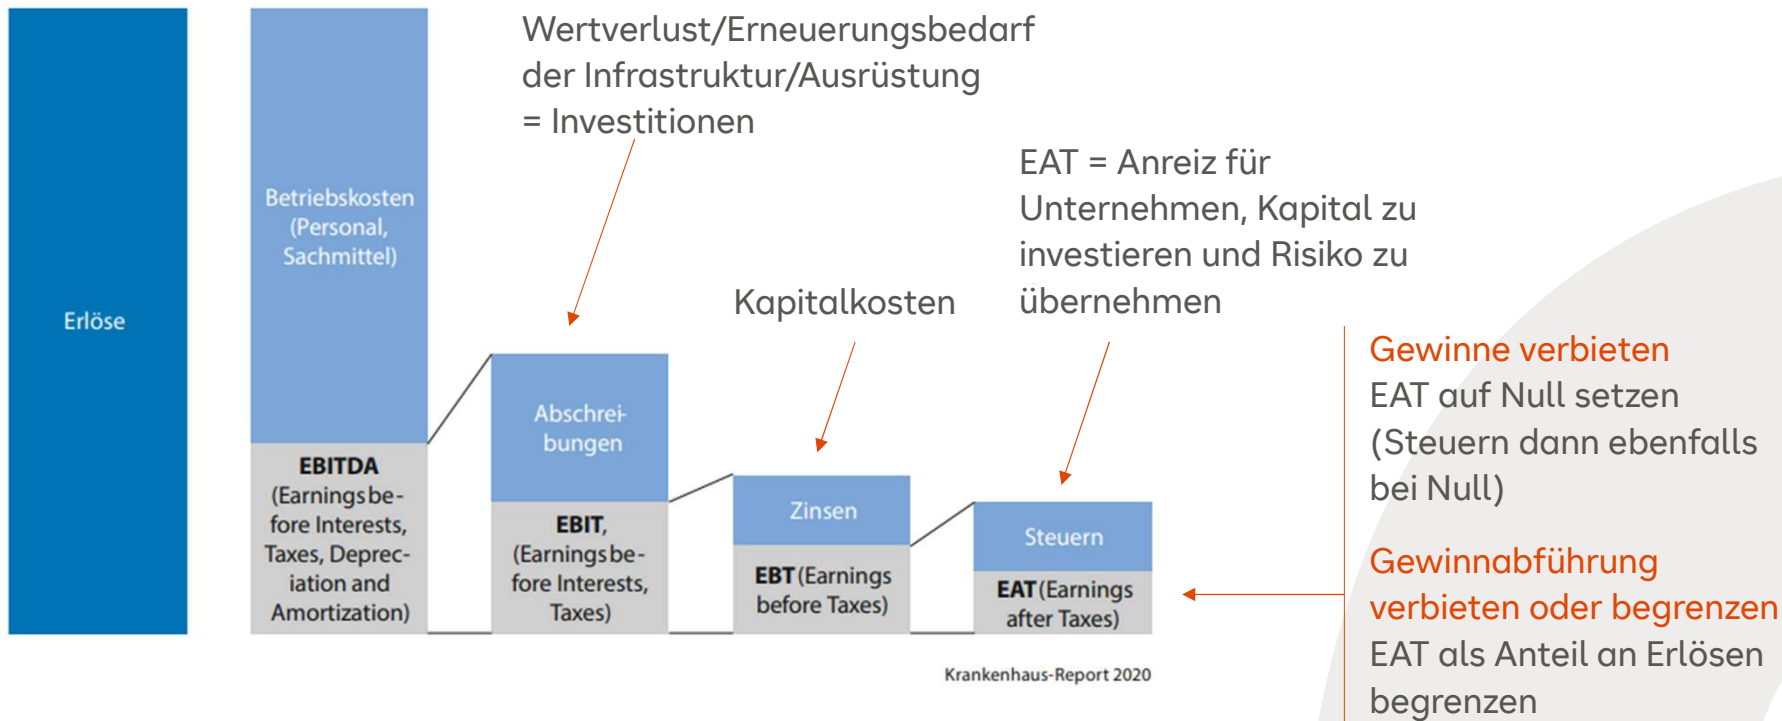 Erlöse
Betriebskosten
(Personal,
Sachmittel)
EBITDA
(Earnings be-
fore Interests,
Taxes, Deprec-
iation and
Amortization)
Wertverlust/Erneuerungsbedarf
der Infrastruktur/Ausrüstung
= Investitionen
Abschrei-
bungen
EBIT,
(Earnings be-
fore Interests,
Taxes)
Kapitalkosten
Zinsen
EBT (Earnings
before Taxes)
EAT = Anreiz für
Unternehmen, Kapital zu
investieren und Risiko zu
übernehmen
Steuern
EAT (Earnings
after Taxes)
Krankenhaus-Report 2020
Gewinne verbieten
EAT auf Null setzen
(Steuern dann ebenfalls
bei Null)
Gewinnabführung
verbieten oder begrenzen
EAT als Anteil an Erlösen
begrenzen